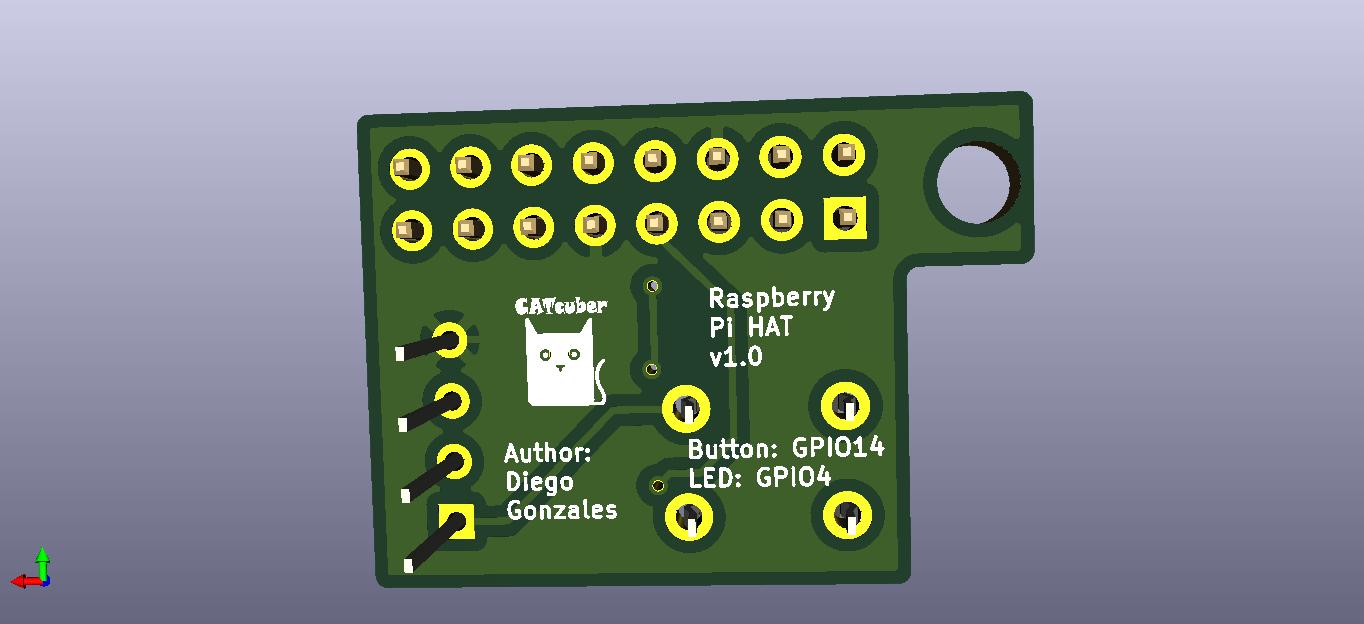 CATcuber
Raspberry
Pi HAT
v1.0
Author:
Diego
Gonzales
Button: GPIO14
LED: GPIO4